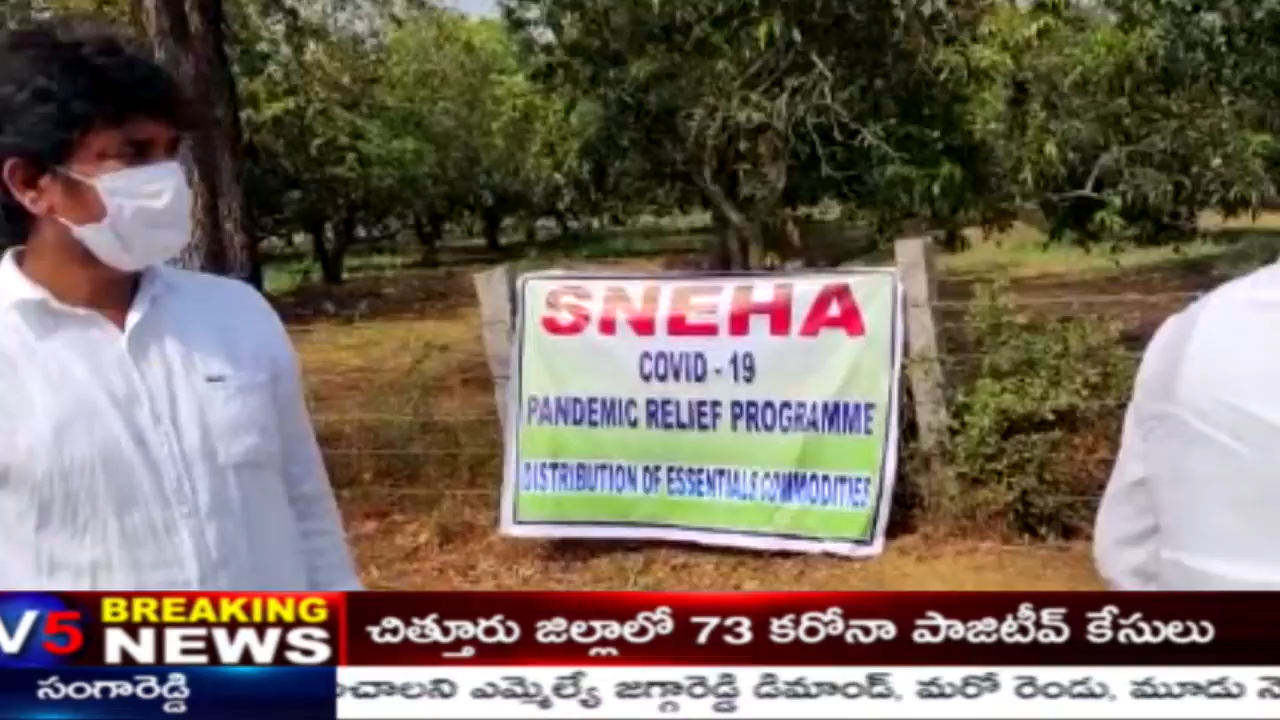 SNEHA
COVID - 19
PANDEMIC RELIEF PROGRAMME
DISTRIBUTION OF ESSENTIALS COMMODITIES
V5
BREAKING
NEWS
చిత్తూరు జిల్లాలో 73 కరోనా పాజిటీవ్ కేసులు
సంగారెడ్డి
ఎమ్మెల్యే జగ్గారెడ్డి డిమాండ్, మరో రెండు, మూడు